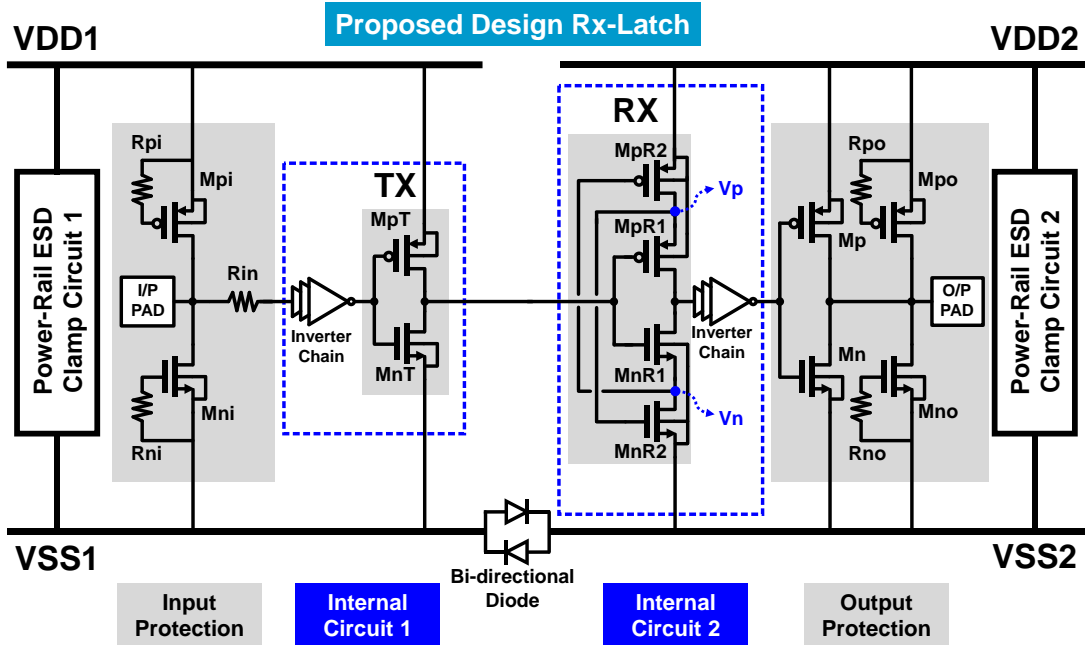 Proposed Design Rx-Latch
VDD1
VDD2
Power-Rail ESD
Clamp Circuit 1
Rpi
Mpi
I/P
PAD
Rin
Mni
Rni
TX
MpT
Inverter
Chain
MnT
RX
MpR2
Vp
MpR1
Inverter
Chain
MnR1
Vn
MnR2
Rpo
Mpo
Mp
O/P
PAD
Mn
Mno
Rno
Power-Rail ESD
Clamp Circuit 2
VSS1
VSS2
Bi-directional
Diode
Input
Protection
Internal
Circuit 1
Internal
Circuit 2
Output
Protection